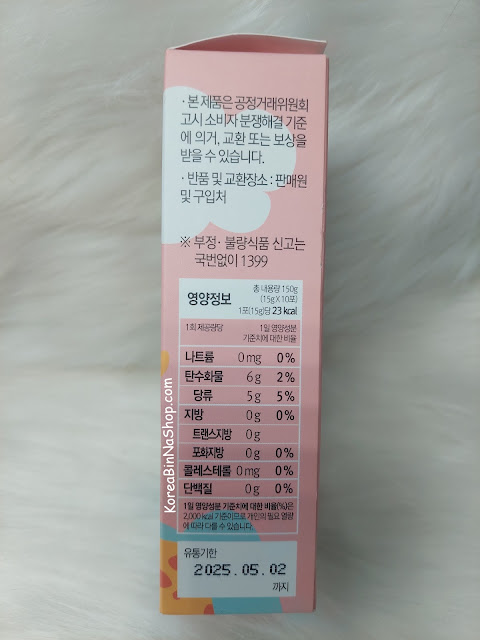 · 본 제품은 공정거래위원회
고시 소비자 분쟁해결 기준
에 의거, 교환 또는 보상을
받을 수 있습니다.
· 반품 및 교환장소 : 판매원
및 구입처
※ 부정· 불량식품 신고는
국번없이 1399
영양정보
총 내용량 150g
(15g X 10포)
1포(15g)당 23 kcal
1회 제공량당
1일 영양성분
기준치에 대한 비율
나트륨 0 mg 0 %
탄수화물 6 g 2 %
당류 5 g 5 %
지방 0 g 0 %
트랜스지방 0 g
포화지방 0 g 0 %
콜레스테롤 0 mg 0 %
단백질 0 g 0 %
1일 영양성분 기준치에 대한 비율(%)은
2,000 kcal 기준이므로 개인의 필요 열량
에 따라 다를 수 있습니다.
유통기한
2025.05.02
까지
KoreaBinNaShop.com